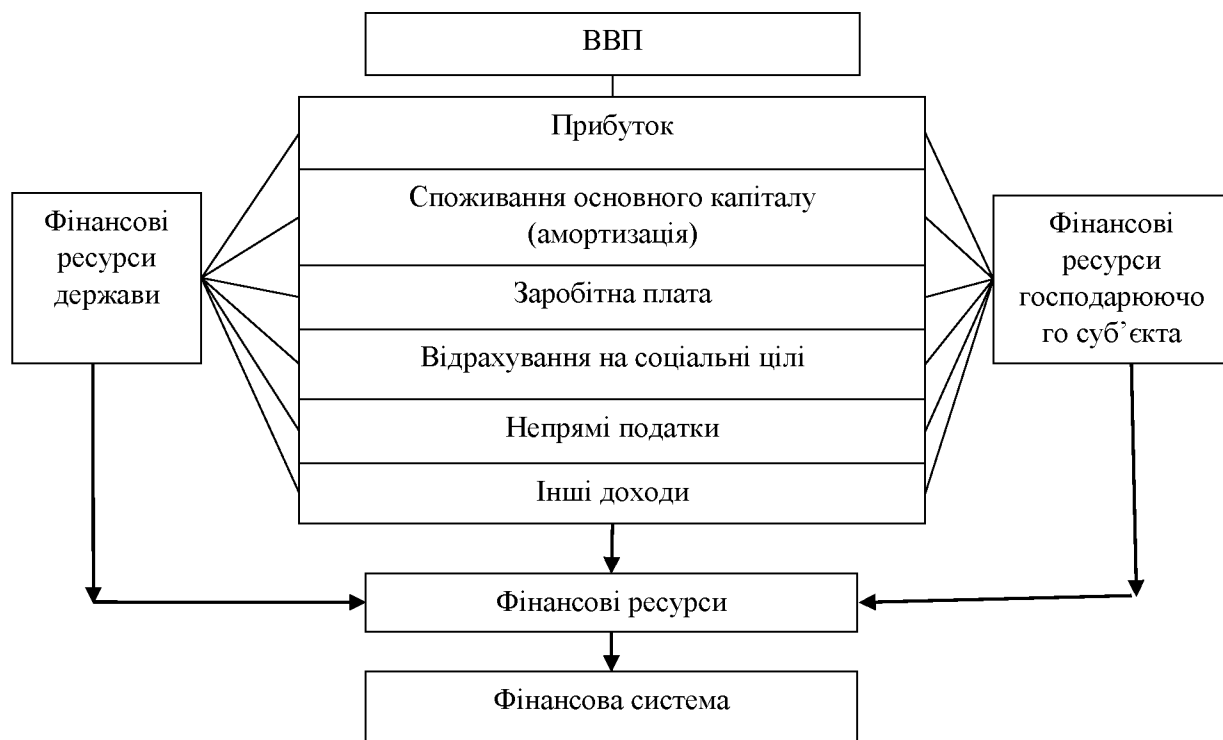 ВВП
Прибуток
Споживання основного капіталу
(амортизація)
Заробітна плата
Відрахування на соціальні цілі
Непрямі податки
Інші доходи
Фінансові
ресурси
держави
Фінансові
ресурси
господарюючо
го суб’єкта
Фінансові ресурси
Фінансова система